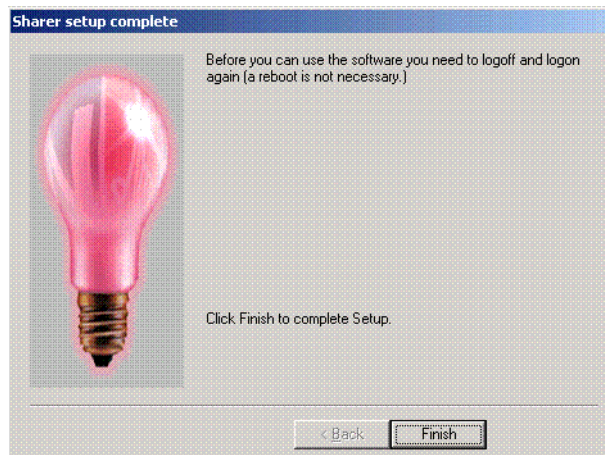 Sharer setup complete
Before you can use the software you need to logoff and logon
again (a reboot is not necessary.)
Click Finish to complete Setup.
< Back
Finish